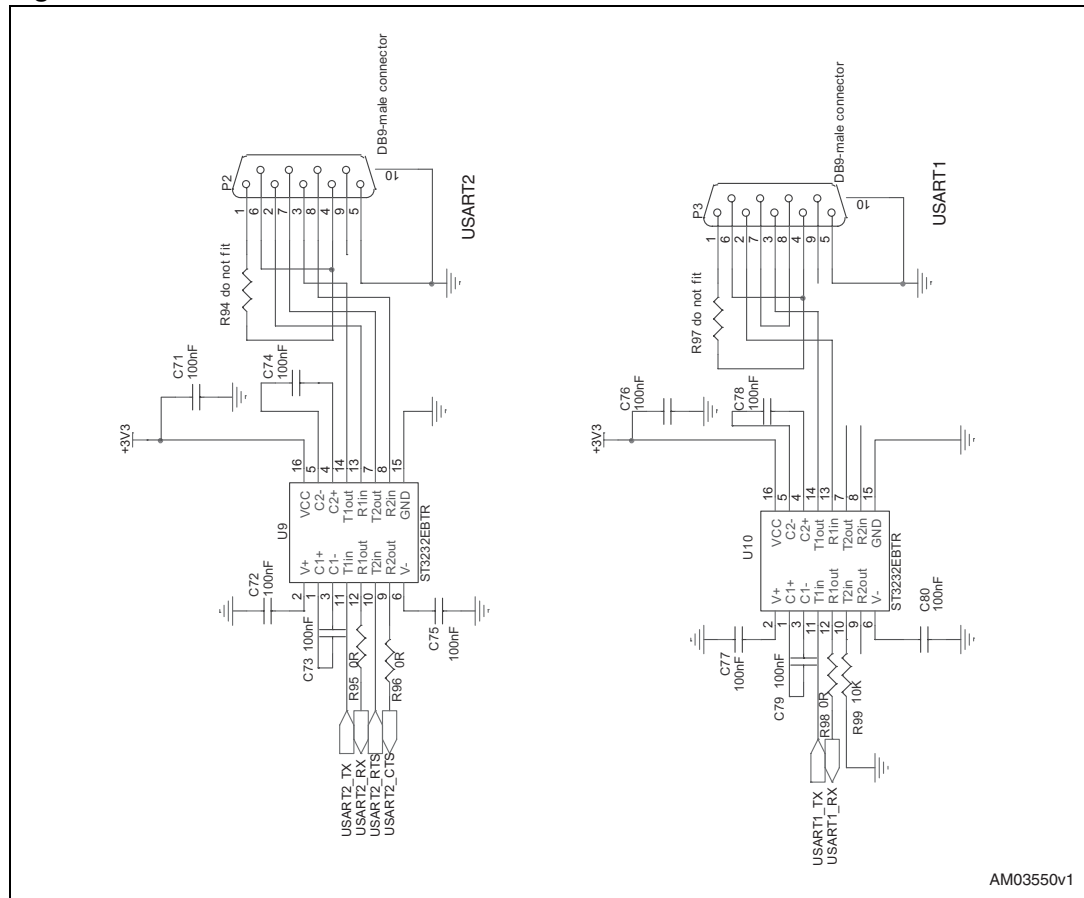 USART2
DB9-male connector
P2
10
1
6
2
7
3
8
4
9
5
R94 do not fit
C71
100nF
C74
100nF
+3V3
16
5
4
14
13
7
8
15
U9
VCC
C2-
C2+
T1out
R1in
T2out
R2in
GND
V+
C1+
C1-
T1in
R1out
T2in
R2out
V-
ST3232EBTR
2
1
3
11
12
10
9
6
C72
100nF
C73 100nF
C75
100nF
R95 0R
R96 0R
USART2_TX
USART2_RX
USART2_RTS
USART2_CTS
USART1
DB9-male connector
P3
10
1
6
2
7
3
8
4
9
5
R97 do not fit
C76
100nF
C78
100nF
+3V3
16
5
4
14
13
7
8
15
U10
VCC
C2-
C2+
T1out
R1in
T2out
R2in
GND
V+
C1+
C1-
T1in
R1out
T2in
R2out
V-
ST3232EBTR
2
1
3
11
12
10
9
6
C77
100nF
C79 100nF
C80
100nF
R98 0R
R99 10K
USART1_TX
USART1_RX
AM03550v1